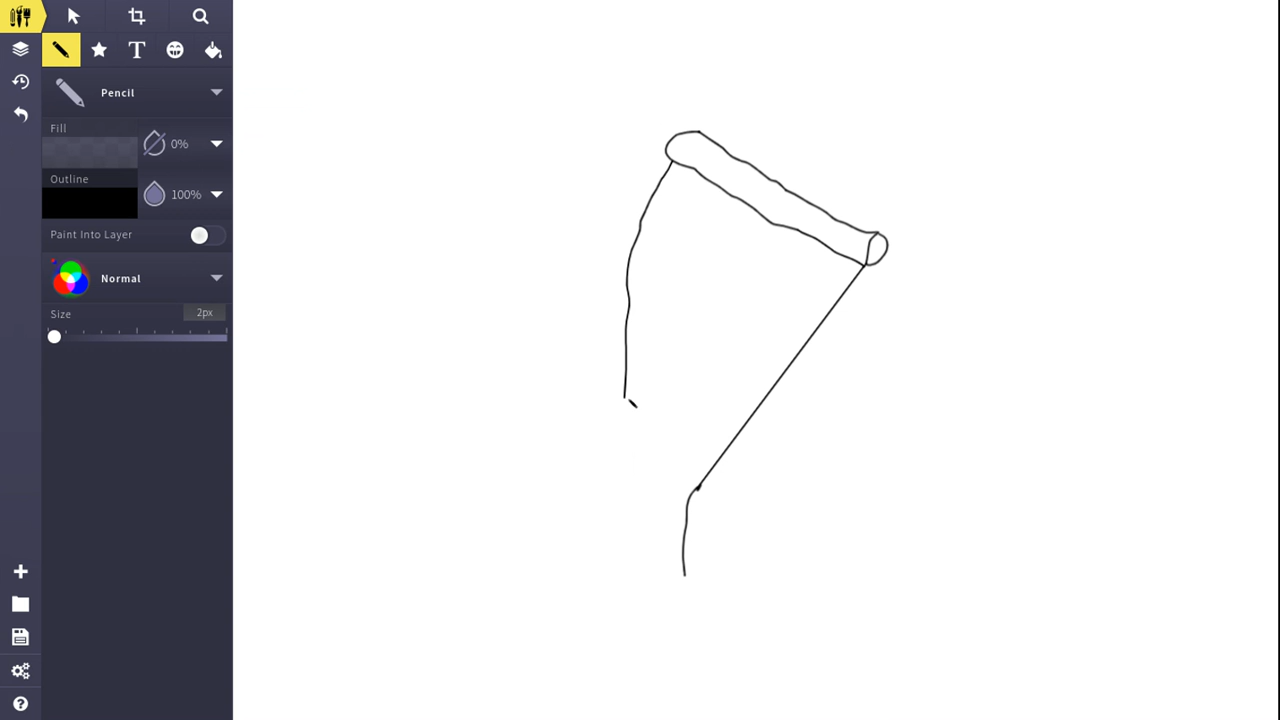 T
Pencil
Fill
0%
Outline
100%
Paint Into Layer
Normal
Size
2px